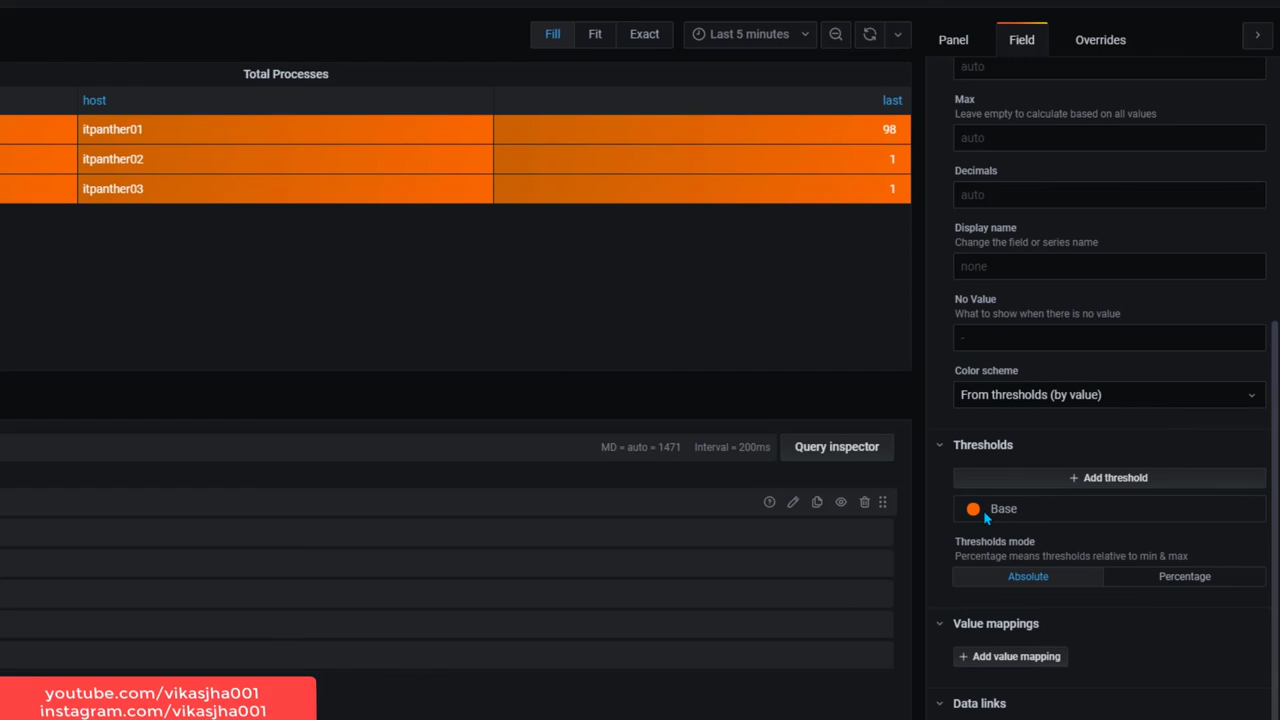 Fill
Fit
Exact
Last 5 minutes
Panel
Field
Overrides
Total Processes
host
last
itpanther01
98
itpanther02
1
itpanther03
1
auto
Max
Leave empty to calculate based on all values
auto
Decimals
auto
Display name
Change the field or series name
none
No Value
What to show when there is no value
-
Color scheme
From thresholds (by value)
MD = auto = 1471
Interval = 200ms
Query inspector
Thresholds
+ Add threshold
Base
Thresholds mode
Percentage means thresholds relative to min & max
Absolute
Percentage
Value mappings
+ Add value mapping
Data links
youtube.com/vikasjha001
instagram.com/vikasjha001